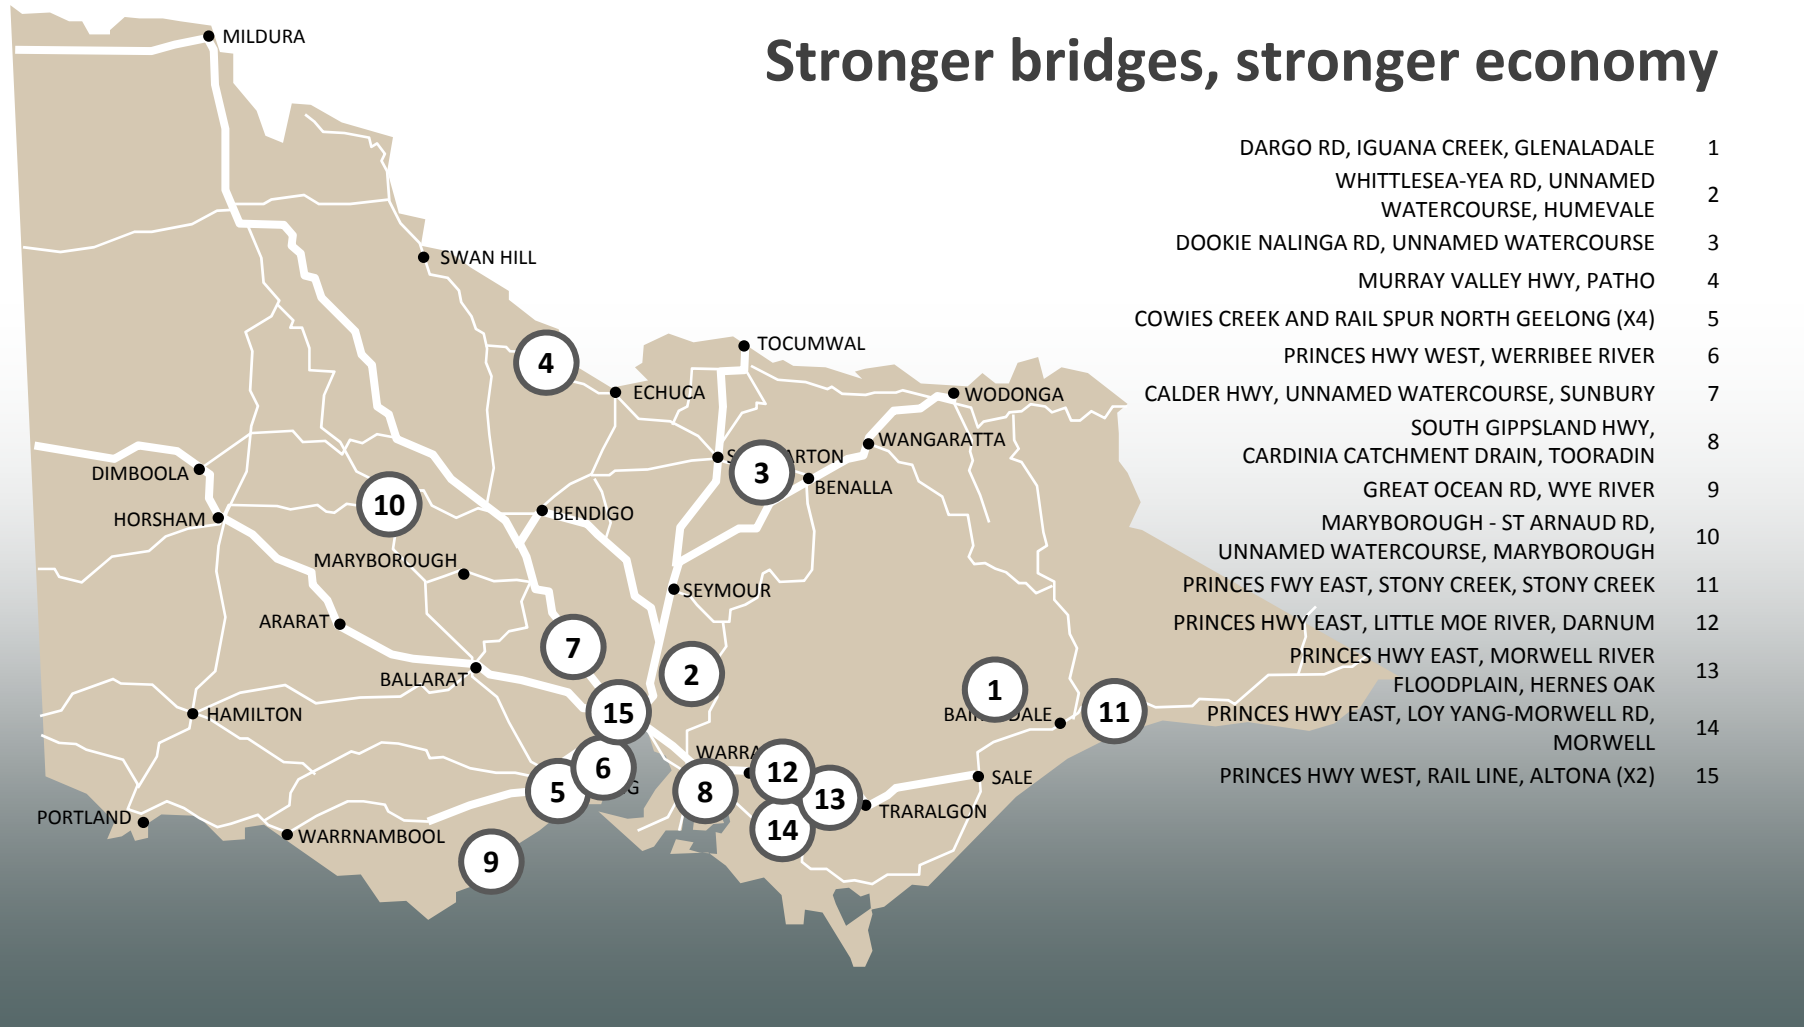 Stronger bridges, stronger economy
DARGO RD, IGUANA CREEK, GLENALADALE 1
WHITTLESEA-YEA RD, UNNAMED
WATERCOURSE, HUMEVALE 2
DOOKIE NALINGA RD, UNNAMED WATERCOURSE 3
MURRAY VALLEY HWY, PATHO 4
COWIES CREEK AND RAIL SPUR NORTH GEELONG (X4) 5
PRINCES HWY WEST, WERRIBEE RIVER 6
CALDER HWY, UNNAMED WATERCOURSE, SUNBURY 7
SOUTH GIPPSLAND HWY,
CARDINIA CATCHMENT DRAIN, TOORADIN 8
GREAT OCEAN RD, WYE RIVER 9
MARYBOROUGH - ST ARNAUD RD,
UNNAMED WATERCOURSE, MARYBOROUGH 10
PRINCES FWY EAST, STONY CREEK, STONY CREEK 11
PRINCES HWY EAST, LITTLE MOE RIVER, DARNUM 12
PRINCES HWY EAST, MORWELL RIVER
FLOODPLAIN, HERNES OAK 13
PRINCES HWY EAST, LOY YANG-MORWELL RD,
MORWELL 14
PRINCES HWY WEST, RAIL LINE, ALTONA (X2) 15
MILDURA
SWAN HILL
TOCUMWAL
4
ECHUCA
WODONGA
WANGARATTA
3
DIMBOOLA
BENALLA
10
HORSHAM
BENDIGO
MARYBOROUGH
SEYMOUR
ARARAT
7
BALLARAT
2
1
HAMILTON
15
11
6
12
SALE
5
8
13
TRARALGON
PORTLAND
14
WARRNAMBOOL
9